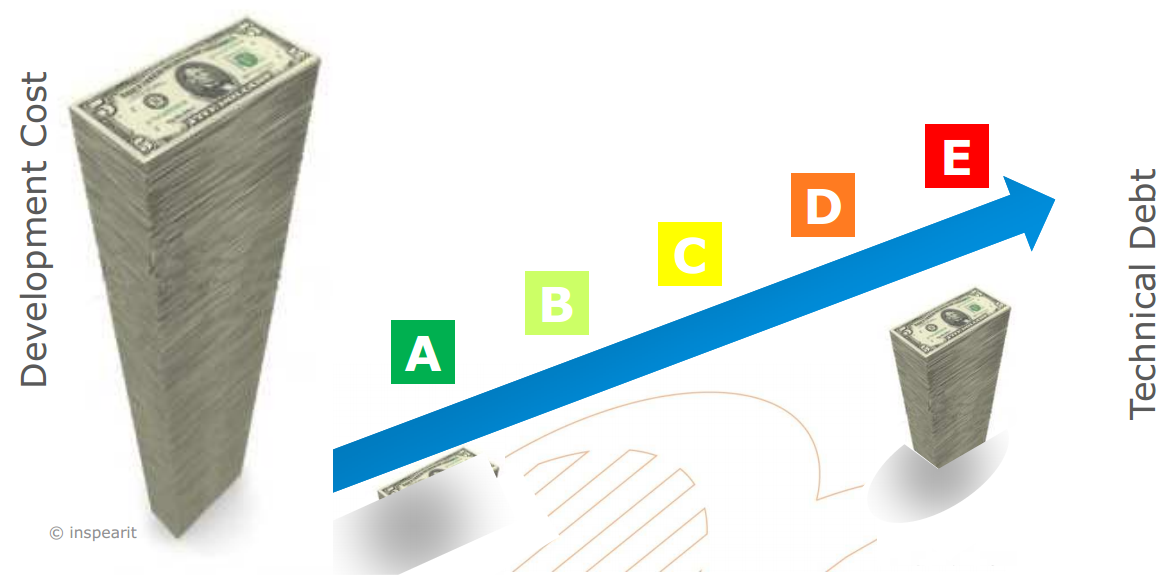 Development Cost
A
B
C
D
E
Technical Debt
© inspearit